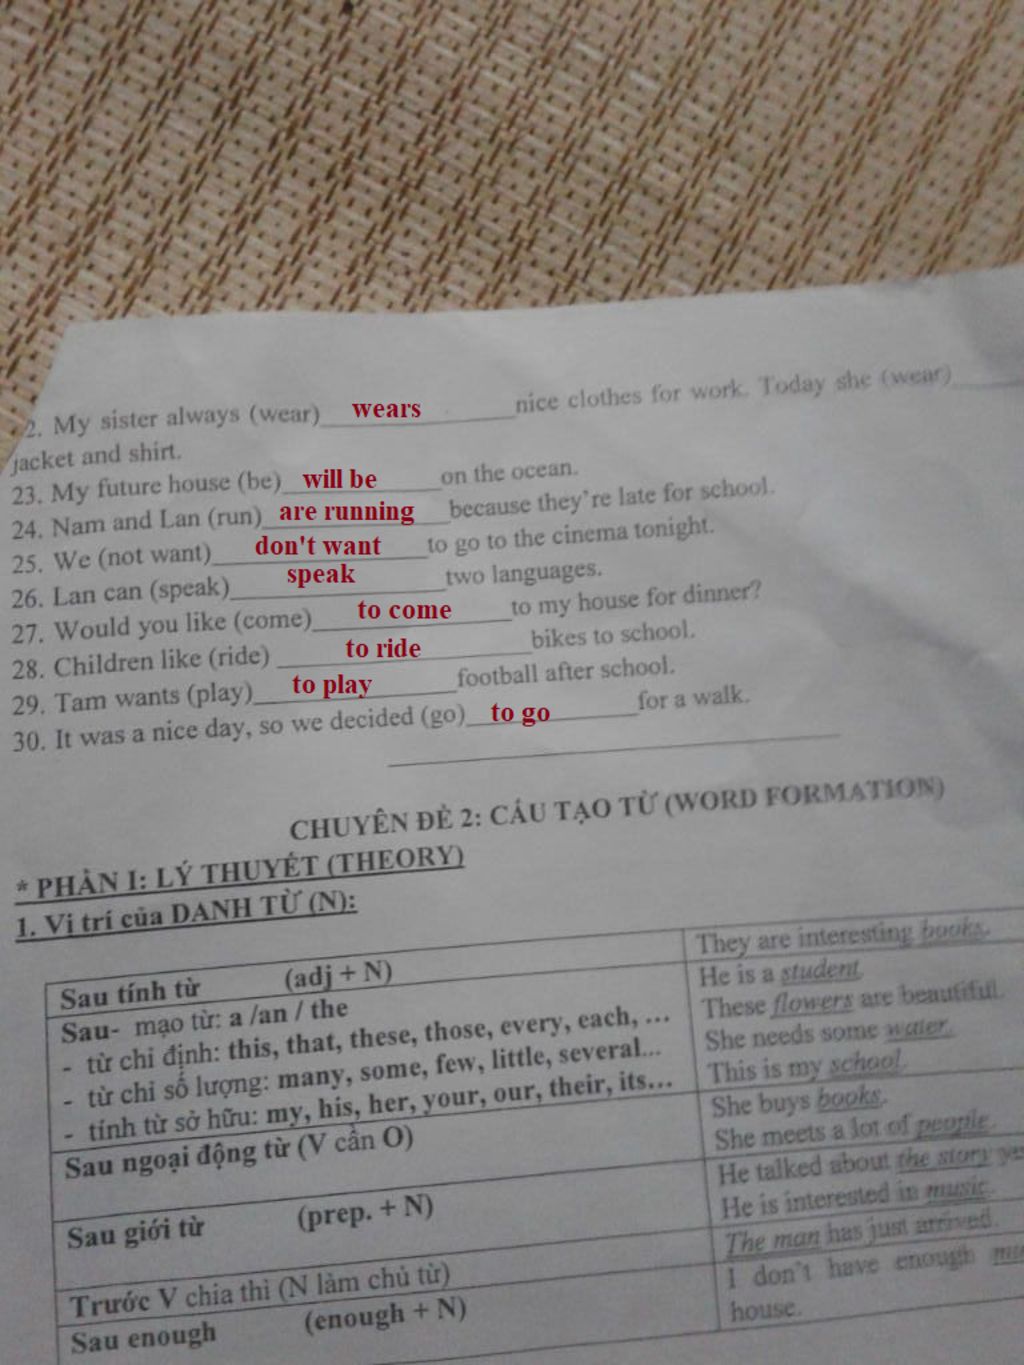 2. My sister always (wear) wears nice clothes for work. Today she (wear)
jacket and shirt.
23. My future house (be) will be on the ocean.
24. Nam and Lan (run) are running because they're late for school.
25. We (not want) don't want to go to the cinema tonight.
26. Lan can (speak) speak two languages.
27. Would you like (come) to come to my house for dinner?
28. Children like (ride) to ride bikes to school.
29. Tam wants (play) to play football after school.
30. It was a nice day, so we decided (go) to go for a walk.
CHUYÊN ĐỀ 2: CẤU TẠO TỪ (WORD FORMATION)
* PHẦN I: LÝ THUYẾT (THEORY)
1. Vị trí của DANH TỪ (N):
Sau tính từ (adj + N)
They are interesting books.
Sau- mạo từ: a /an / the
- từ chỉ định: this, that, these, those, every, each, ...
- từ chỉ số lượng: many, some, few, little, several...
- tính từ sở hữu: my, his, her, your, our, their, its...
He is a student.
These flowers are beautiful.
She needs some water.
This is my school.
Sau ngoại động từ (V cần O)
She buys books.
She meets a lot of people.
Sau giới từ (prep. + N)
He talked about the story
He is interested in music.
Trước V chia thì (N làm chủ từ)
The man has just arrived.
Sau enough (enough + N)
I don't have enough
house.